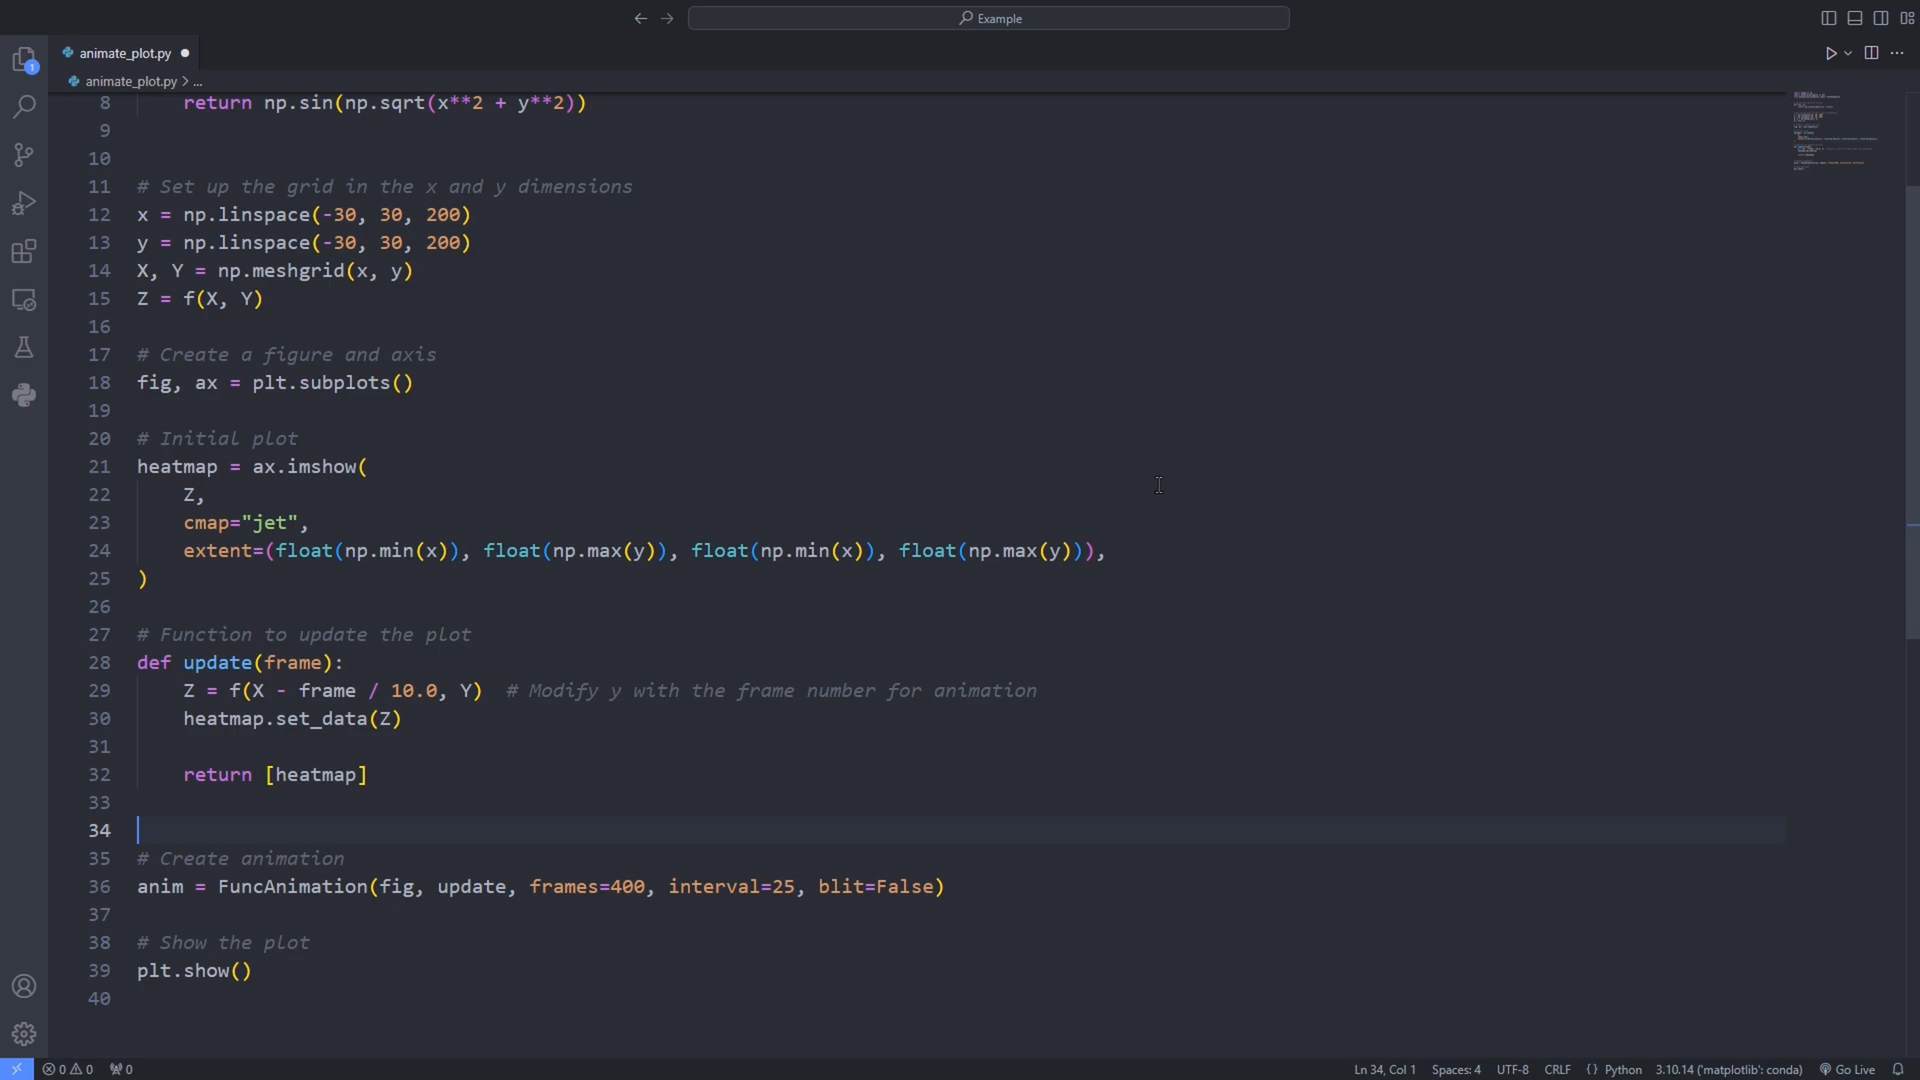 Example
animate_plot.py
animate_plot.py > ...
1
8 return np.sin(np.sqrt(x**2 + y**2))
9
10
11 # Set up the grid in the x and y dimensions
12 x = np.linspace(-30, 30, 200)
13 y = np.linspace(-30, 30, 200)
14 X, Y = np.meshgrid(x, y)
15 Z = f(X, Y)
16
17 # Create a figure and axis
18 fig, ax = plt.subplots()
19
20 # Initial plot
21 heatmap = ax.imshow(
22 Z,
23 cmap="jet",
24 extent=(float(np.min(x)), float(np.max(y)), float(np.min(x)), float(np.max(y))),
25 )
26
27 # Function to update the plot
28 def update(frame):
29 Z = f(X - frame / 10.0, Y)  # Modify y with the frame number for animation
30 heatmap.set_data(Z)
31
32 return [heatmap]
33
34
35 # Create animation
36 anim = FuncAnimation(fig, update, frames=400, interval=25, blit=False)
37
38 # Show the plot
39 plt.show()
40
0 0 0 Ln 34, Col 1 Spaces: 4 UTF-8 CRLF {} Python 3.10.14 ('matplotlib': conda) Go Live